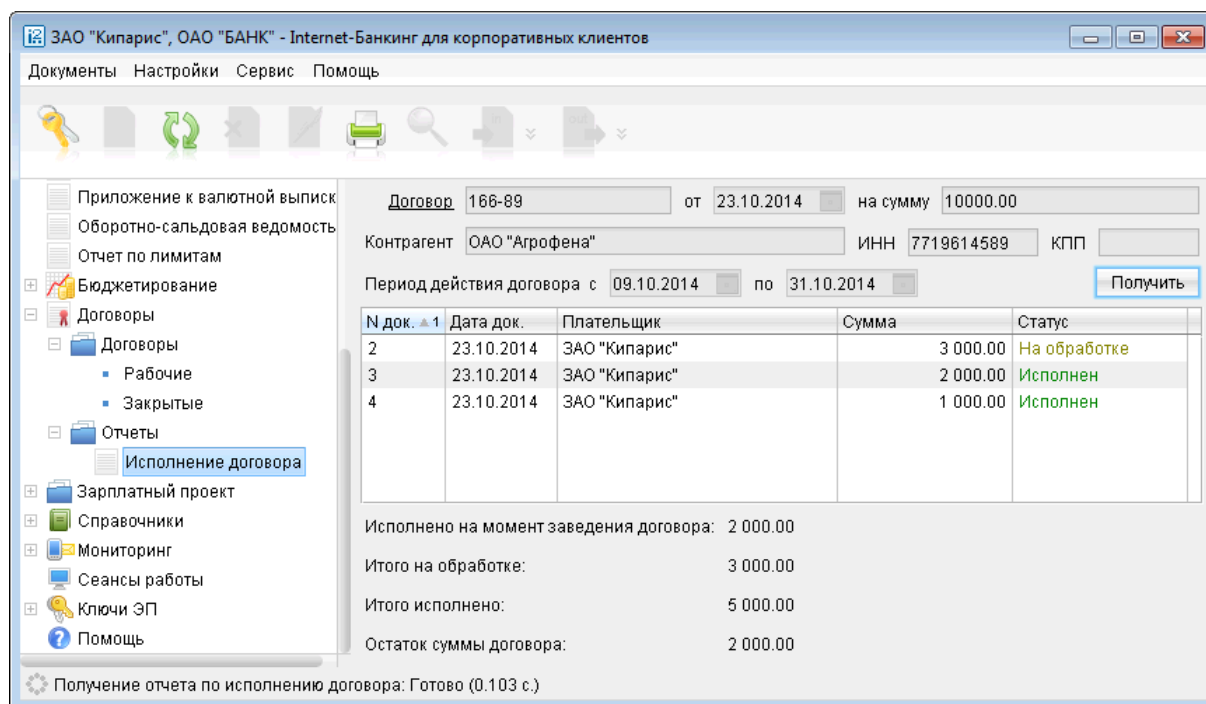 ЗАО "Кипарис", ОАО "БАНК" - Internet-Банкинг для корпоративных клиентов
Документы Настройки Сервис Помощь
Приложение к валютной выписк
Оборотно-сальдовая ведомость
Отчет по лимитам
Бюджетирование
Договоры
Договоры
Рабочие
Закрытые
Отчеты
Исполнение договора
Зарплатный проект
Справочники
Мониторинг
Сеансы работы
Ключи ЭП
Помощь
Договор 166-89 от 23.10.2014 на сумму 10000.00
Контрагент ОАО "Агрофена" ИНН 7719614589 КПП
Период действия договора с 09.10.2014 по 31.10.2014 Получить
N док. 1 Дата док. Плательщик Сумма Статус
2 23.10.2014 ЗАО "Кипарис" 3 000.00 На обработке
3 23.10.2014 ЗАО "Кипарис" 2 000.00 Исполнен
4 23.10.2014 ЗАО "Кипарис" 1 000.00 Исполнен
Исполнено на момент заведения договора: 2 000.00
Итого на обработке: 3 000.00
Итого исполнено: 5 000.00
Остаток суммы договора: 2 000.00
Получение отчета по исполнению договора: Готово (0.103 с.)